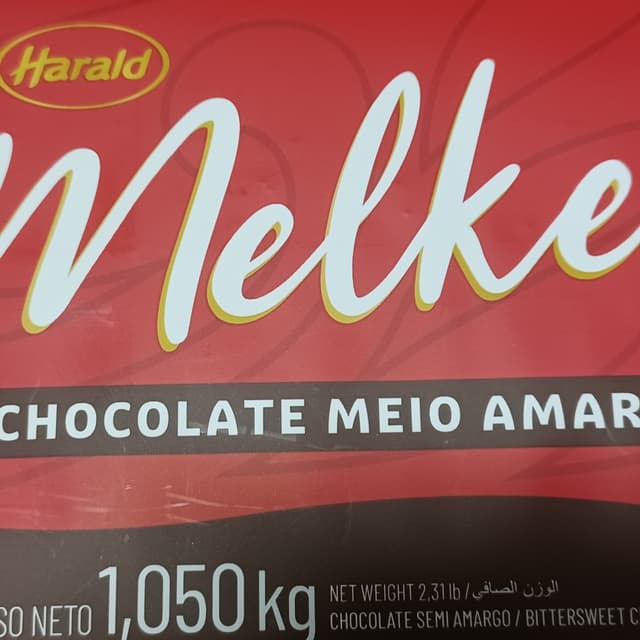 Harald
Melke
CHOCOLATE MEIO AMAR
SO NETO 1,050 kg
NET WEIGHT 2,31 lb / الوزن الصافي
CHOCOLATE SEMI AMARGO / BITTERSWEET C